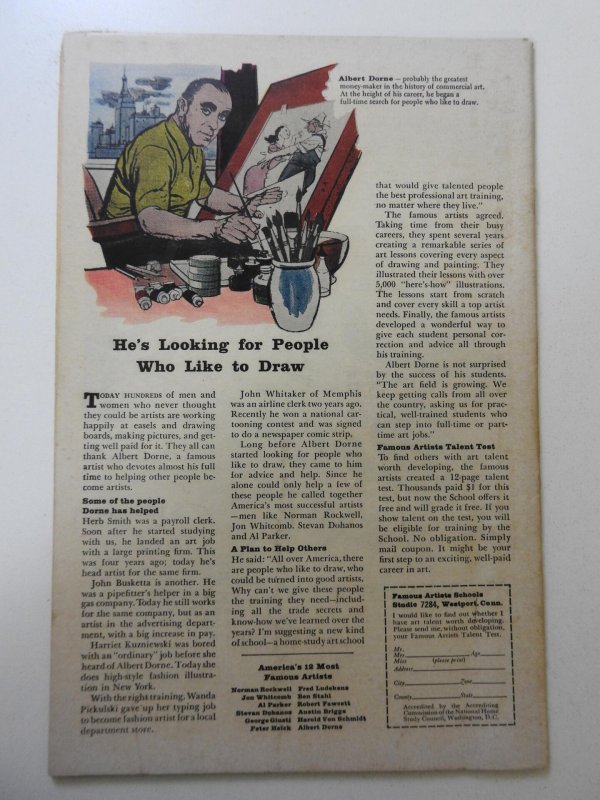 Albert Dorne — probably the greatest
money-maker in the history of commercial art.
At the height of his career, he began a
full-time search for people who like to draw.
He's Looking for People
Who Like to Draw
TODAY HUNDREDS of men and
women who never thought
they could be artists are working
happily at easels and drawing
boards, making pictures, and get-
ting well paid for it. They all can
thank Albert Dorne, a famous
artist who devotes almost his full
time to helping other people be-
come artists.
Some of the people
Dorne has helped
Herb Smith was a payroll clerk.
Soon after he started studying
with us, he landed an art job
with a large printing firm. This
was four years ago; today he's
head artist for the same firm.
John Busketta is another. He
was a pipefitter's helper in a big
gas company. Today he still works
for the same company, but as an
artist in the advertising depart-
ment, with a big increase in pay.
Harriet Kuzniewski was bored
with an "ordinary" job before she
heard of Albert Dorne. Today she
does high-style fashion illustra-
tion in New York.
With the right training, Wanda
Pickulski gave up her typing job
to become fashion artist for a local
department store.
John Whitaker of Memphis
was an airline clerk two years ago.
Recently he won a national car-
tooning contest and was signed
to do a newspaper comic strip.
Long before Albert Dorne
started looking for people who
like to draw, they came to him
for advice and help. Since he
alone could only help a few of
these people he called together
America's most successful artists
—men like Norman Rockwell,
Jon Whitcomb, Stevan Dohanos
and Al Parker.
A Plan to Help Others
He said: "All over America, there
are people who like to draw, who
could be turned into good artists.
Why can't we give these people
the training they need—includ-
ing all the trade secrets and
know-how we've learned over the
years? I'm suggesting a new kind
of school—a home-study art school
America's 12 Most
Famous Artists
Norman Rockwell Fred Ludekens
Jon Whitcomb Ben Stahl
Al Parker Robert Fawcett
Stevan Dohanos Austin Briggs
George Giusti Harold Von Schmidt
Peter Helck Albert Dorne
that would give talented people
the best professional art training,
no matter where they live."
The famous artists agreed.
Taking time from their busy
careers, they spent several years
creating a remarkable series of
art lessons covering every aspect
of drawing and painting. They
illustrated their lessons with over
5,000 "here's-how" illustrations.
The lessons start from scratch
and cover every skill a top artist
needs. Finally, the famous artists
developed a wonderful way to
give each student personal cor-
rection and advice all through
his training.
Albert Dorne is not surprised
by the success of his students.
"The art field is growing. We
keep getting calls from all over
the country, asking us for prac-
tical, well-trained students who
can step into full-time or part-
time art jobs."
Famous Artists Talent Test
To find others with art talent
worth developing, the famous
artists created a 12-page talent
test. Thousands paid $1 for this
test, but now the School offers it
free and will grade it free. If you
show talent on the test, you will
be eligible for training by the
School. No obligation. Simply
mail coupon. It might be your
first step to an exciting, well-paid
career in art.
Famous Artists Schools
Studio 7284, Westport, Conn.
I would like to find out whether I
have art talent worth developing.
Please send me, without obligation,
your Famous Artists Talent Test.
Mr.
Mrs. Age
Miss (please print)
Address
City Zone
County State
Accredited by the Accrediting
Commission of the National Home
Study Council, Washington, D.C.